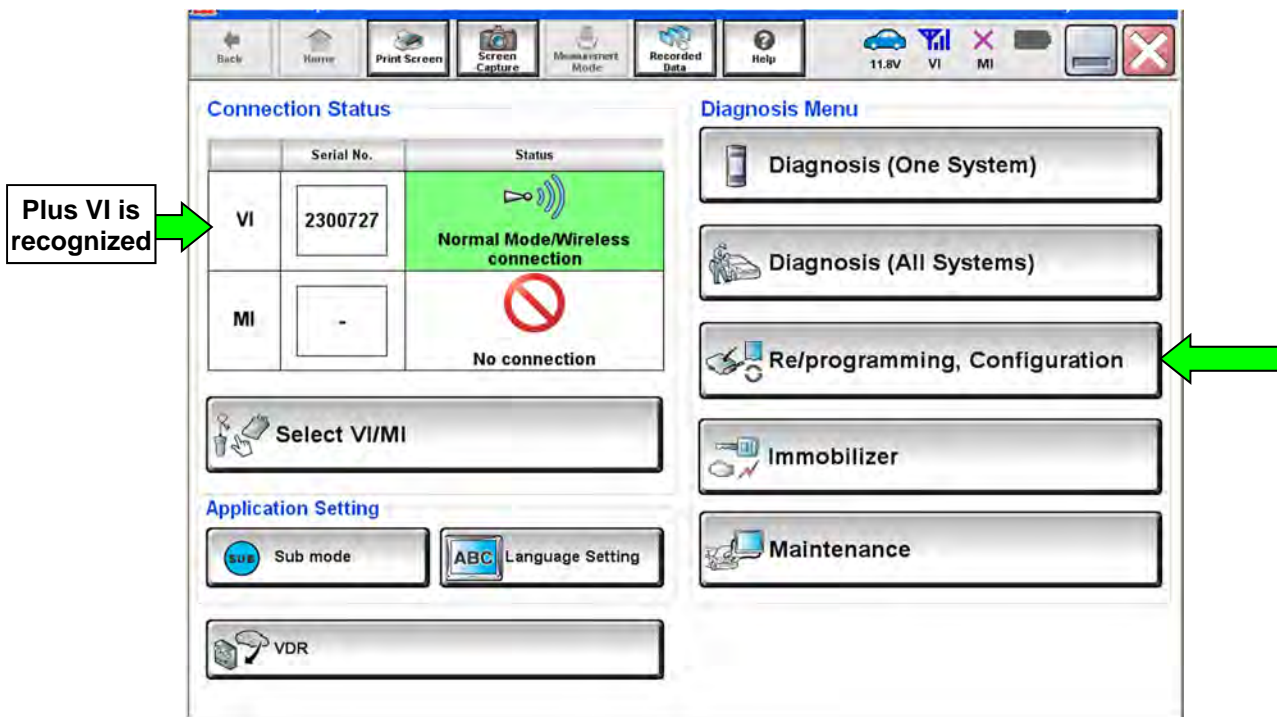 Back
Home
Print Screen
Screen
Capture
Measurement
Mode
Recorded
Data
Help
11.8V
VI
MI
Connection Status
Serial No.
Status
VI
2300727
Normal Mode/Wireless
connection
MI
-
No connection
Plus VI is
recognized
Select VI/MI
Application Setting
SUB
Sub mode
ABC
Language Setting
VDR
Diagnosis Menu
Diagnosis (One System)
Diagnosis (All Systems)
Re/programming, Configuration
Immobilizer
Maintenance